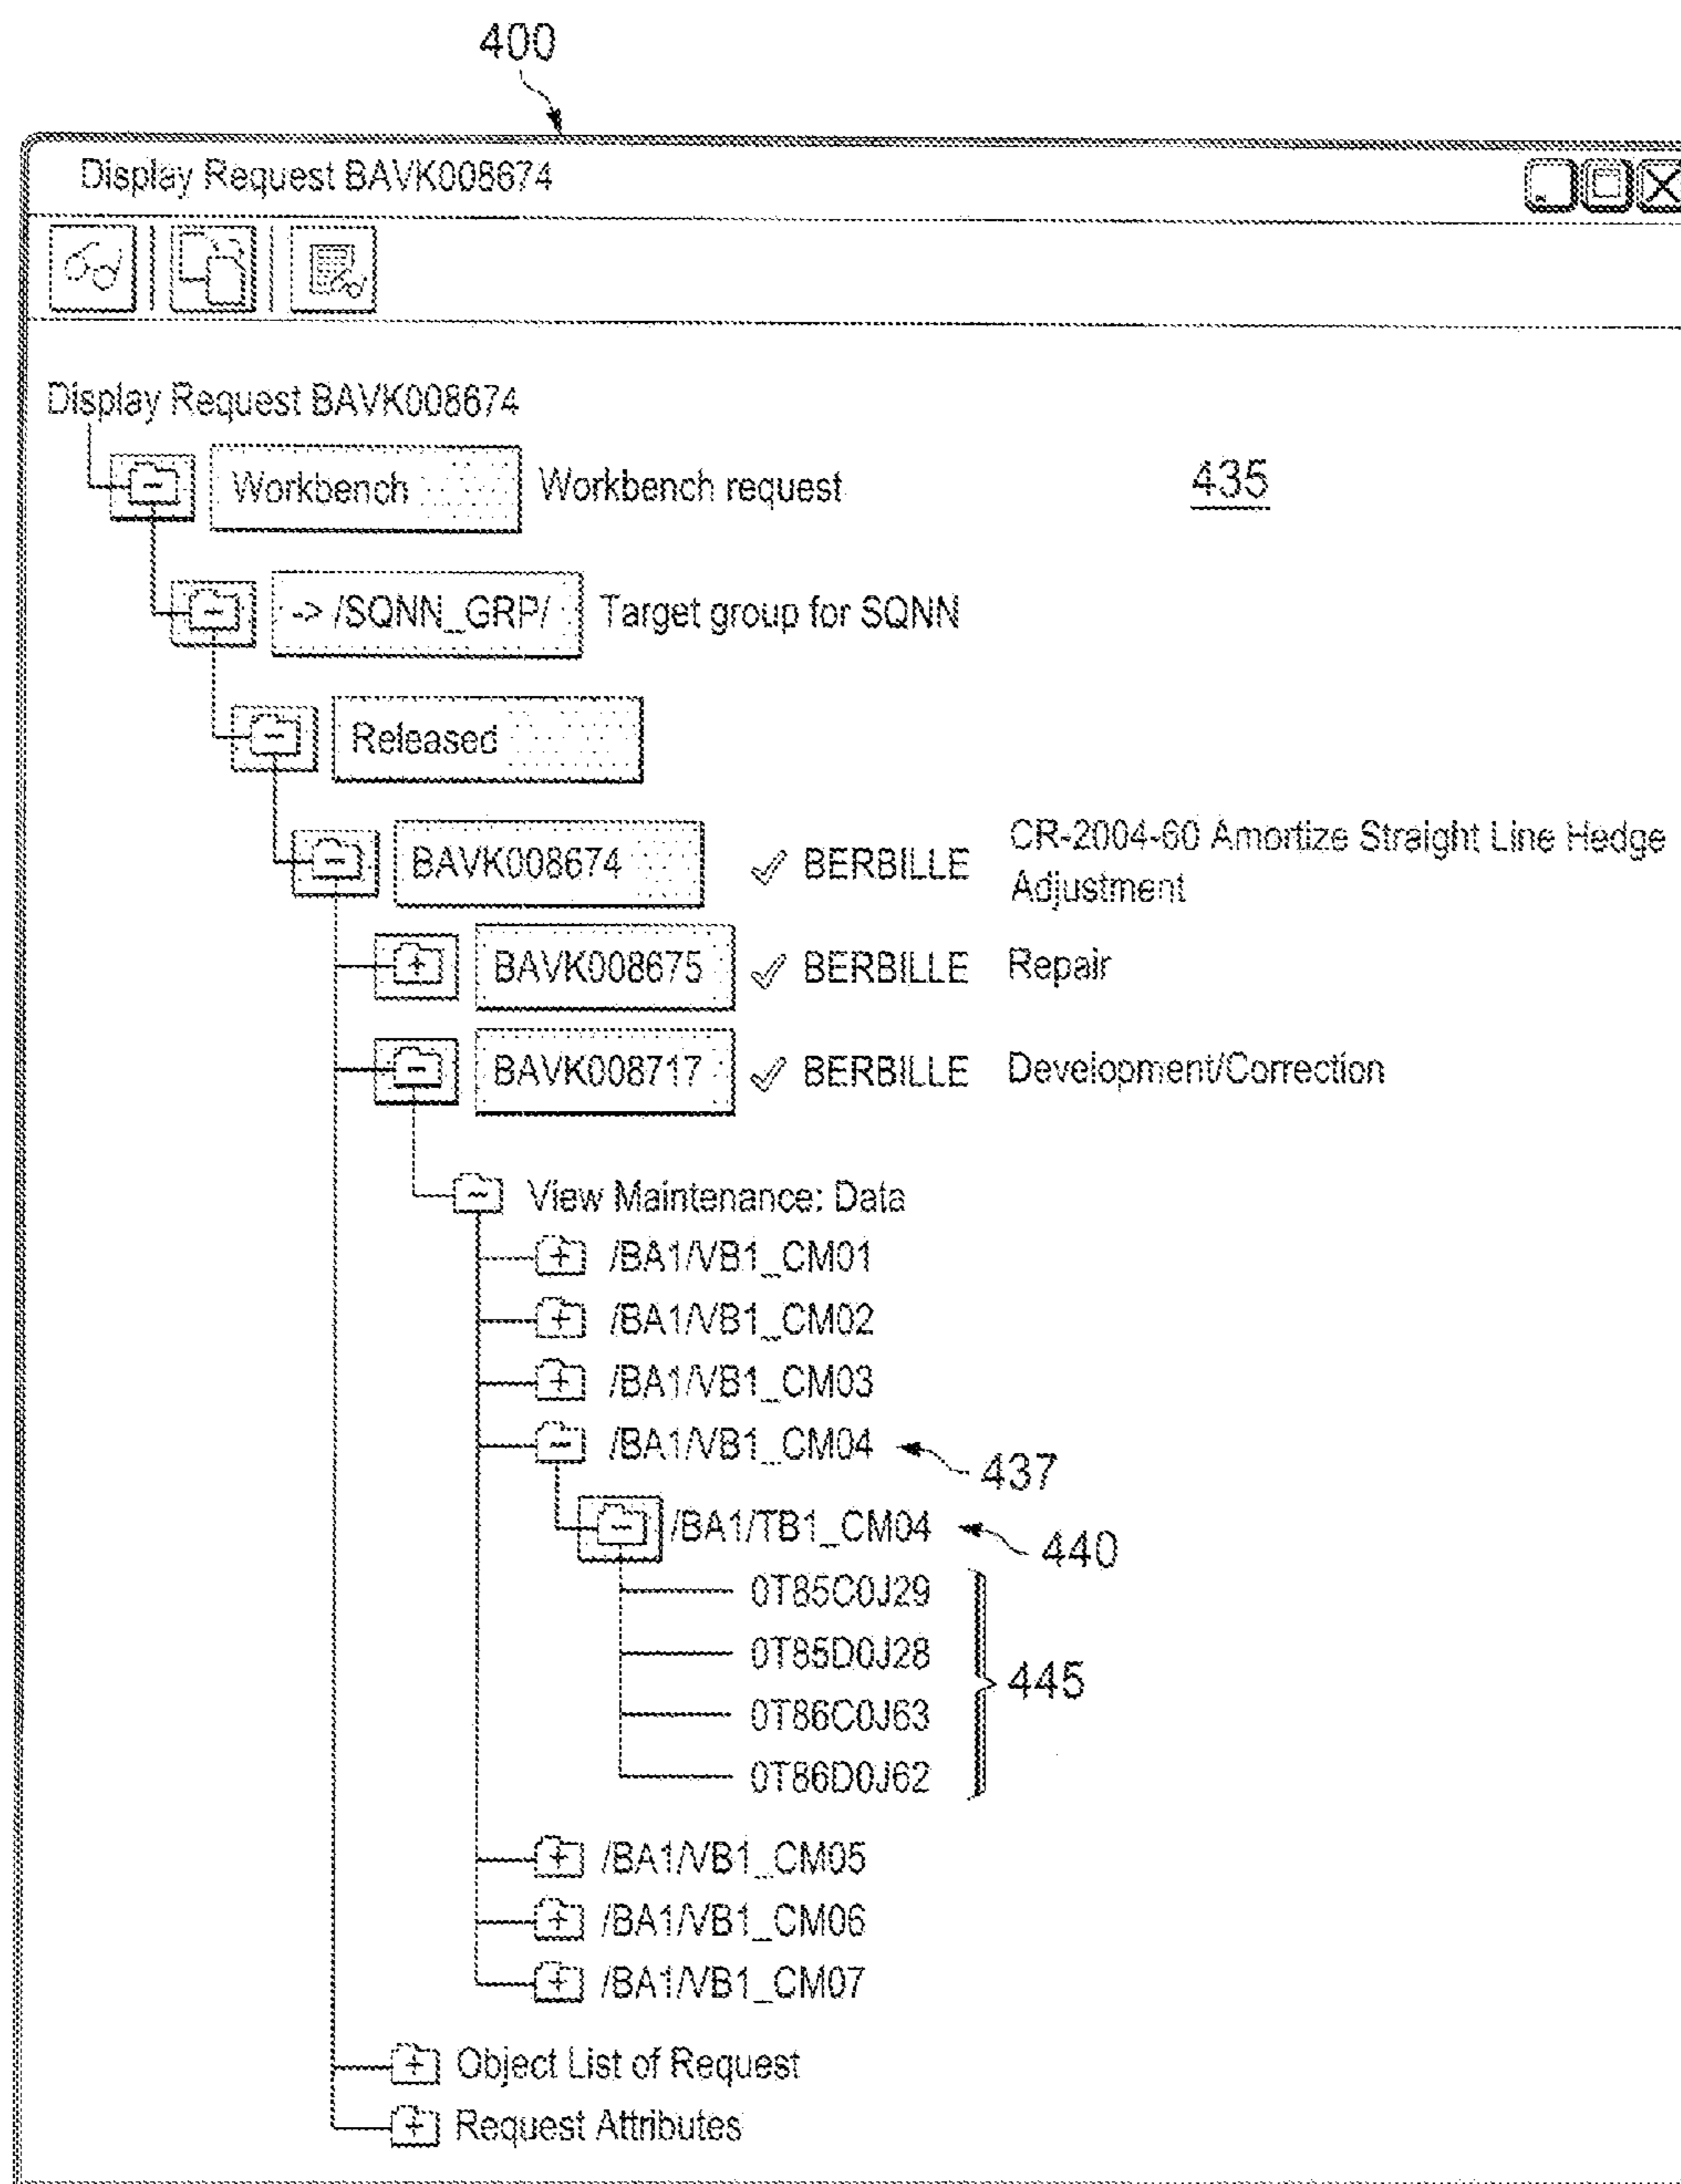 400
Display Request BAVK008674
Display Request BAVK008674
Workbench Workbench request 435
-> /SQNN_GRP/ Target group for SQNN
Released
BAVK008674 BERBILLE CR-2004-60 Amortize Straight Line Hedge
Adjustment
BAVK008675 BERBILLE Repair
BAVK008717 BERBILLE Development/Correction
View Maintenance: Data
/BA1/VB1_CM01
/BA1/VB1_CM02
/BA1/VB1_CM03
/BA1/VB1_CM04 437
/BA1/TB1_CM04 440
0T85C0J29
0T85D0J28
445
0T86C0J63
0T86D0J62
/BA1/VB1_CM05
/BA1/VB1_CM06
/BA1/VB1_CM07
Object List of Request
Request Attributes